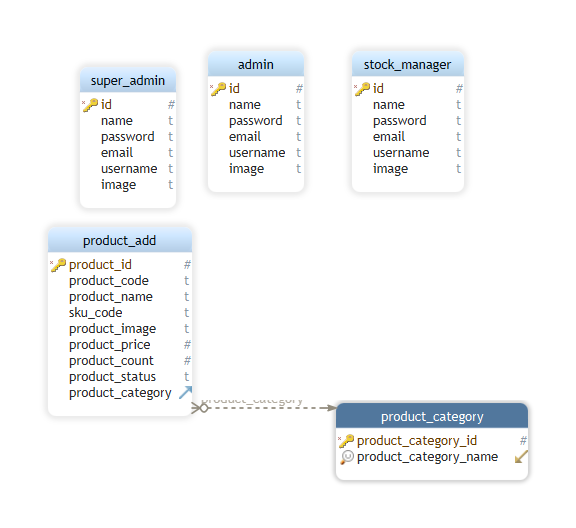 super_admin
id #
name t
password t
email t
username t
image t
admin
id #
name t
password t
email t
username t
image t
stock_manager
id #
name t
password t
email t
username t
image t
product_add
product_id #
product_code t
product_name t
sku_code t
product_image t
product_price #
product_count #
product_status t
product_category
product_category
product_category
product_category_id #
product_category_name